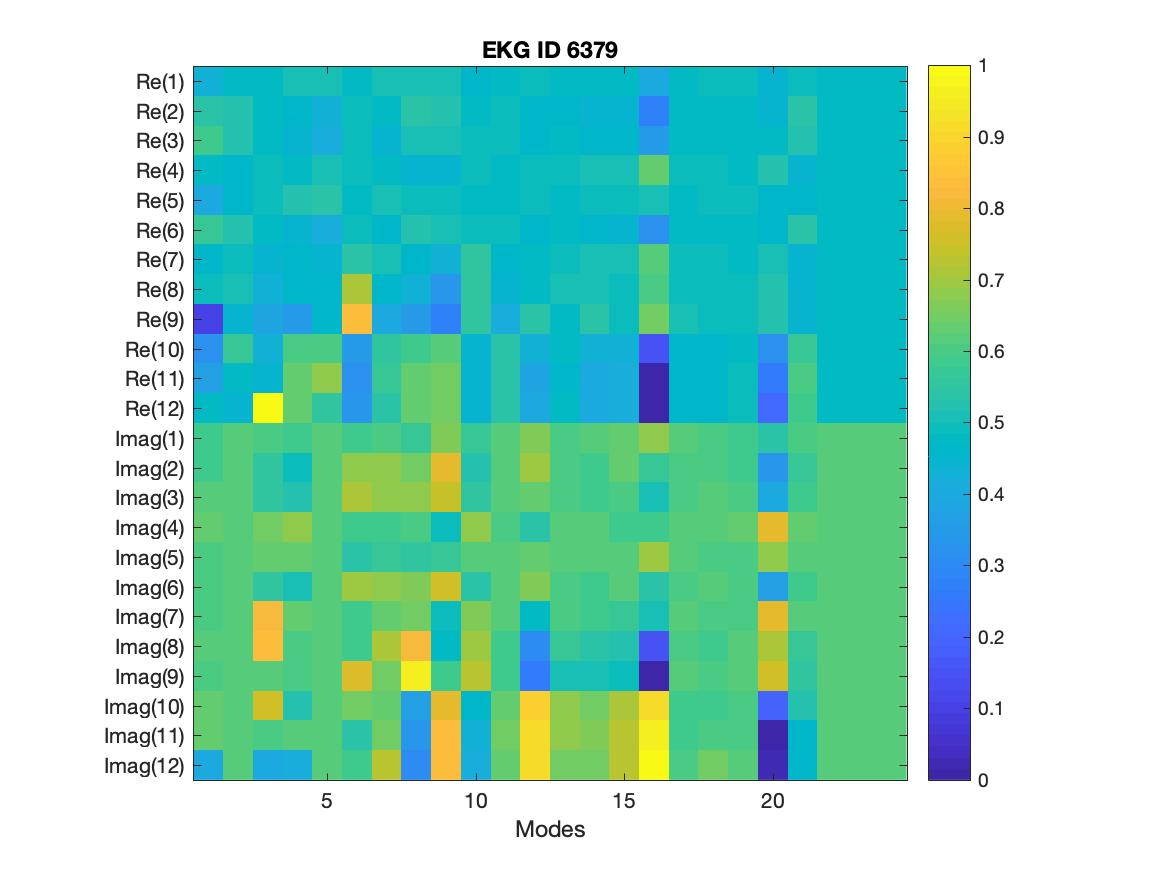 EKG ID 6379
Re(1)
Re(2)
Re(3)
Re(4)
Re(5)
Re(6)
Re(7)
Re(8)
Re(9)
Re(10)
Re(11)
Re(12)
Imag(1)
Imag(2)
Imag(3)
Imag(4)
Imag(5)
Imag(6)
Imag(7)
Imag(8)
Imag(9)
Imag(10)
Imag(11)
Imag(12)
5 10 15 20
Modes
1
0.9
0.8
0.7
0.6
0.5
0.4
0.3
0.2
0.1
0